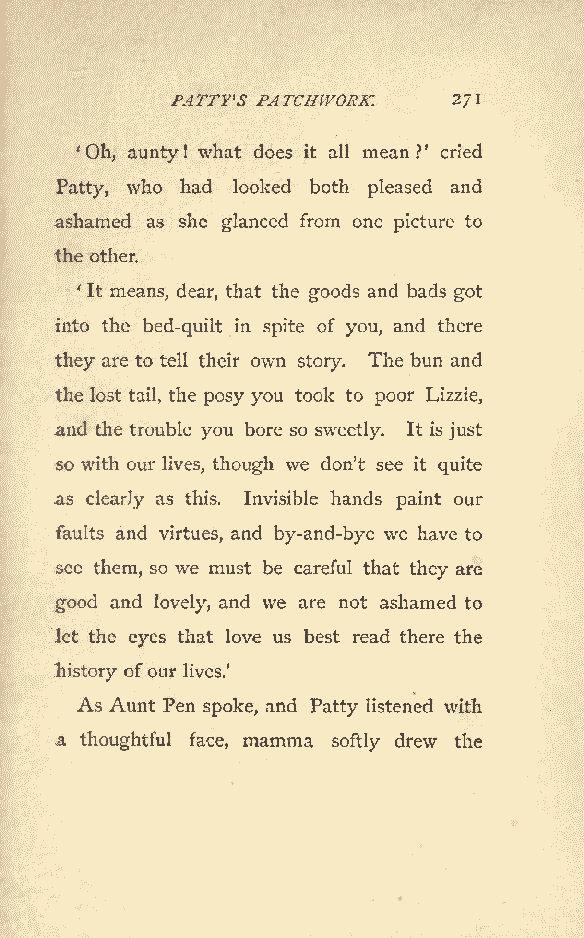 PATTY'S PATCHWORK. 271
'Oh, aunty! what does it all mean?' cried
Patty, who had looked both pleased and
ashamed as she glanced from one picture to
the other.
'It means, dear, that the goods and bads got
into the bed-quilt in spite of you, and there
they are to tell their own story. The bun and
the lost tail, the posy you took to poor Lizzie,
and the trouble you bore so sweetly. It is just
so with our lives, though we don't see it quite
as clearly as this. Invisible hands paint our
faults and virtues, and by-and-bye we have to
see them, so we must be careful that they are
good and lovely, and we are not ashamed to
let the eyes that love us best read there the
history of our lives.'
As Aunt Pen spoke, and Patty listened with
a thoughtful face, mamma softly drew the